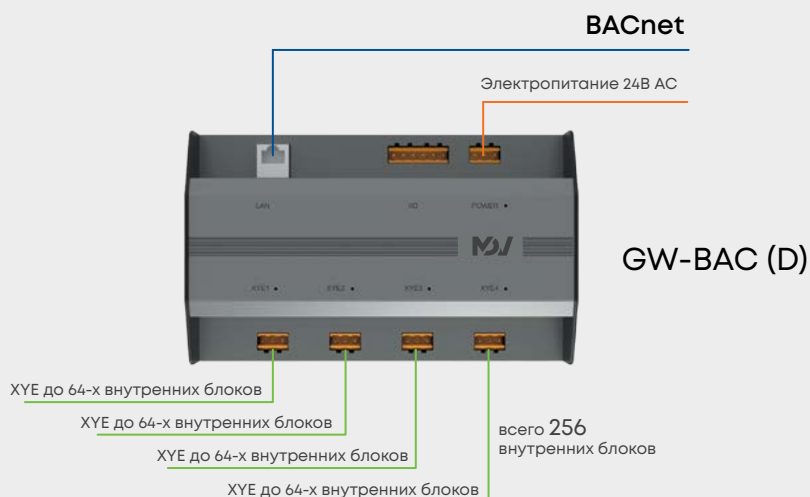 BACnet
Электропитание 24В АС
LAN
I/O
POWER
MDV
GW-BAC (D)
XYE1
XYE2
XYE3
XYE4
XYE до 64-х внутренних блоков
XYE до 64-х внутренних блоков
всего 256
внутренних блоков
XYE до 64-х внутренних блоков
XYE до 64-х внутренних блоков